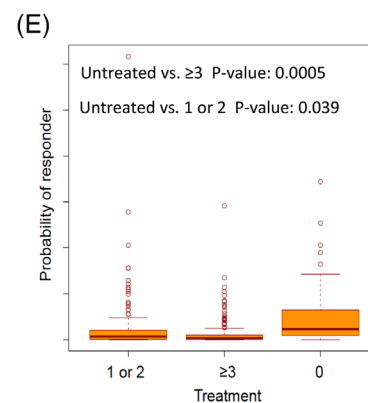 (E)
Untreated vs. ≥3 P-value: 0.0005
Untreated vs. 1 or 2 P-value: 0.039
Probability of responder
1 or 2 ≥3 0
Treatment